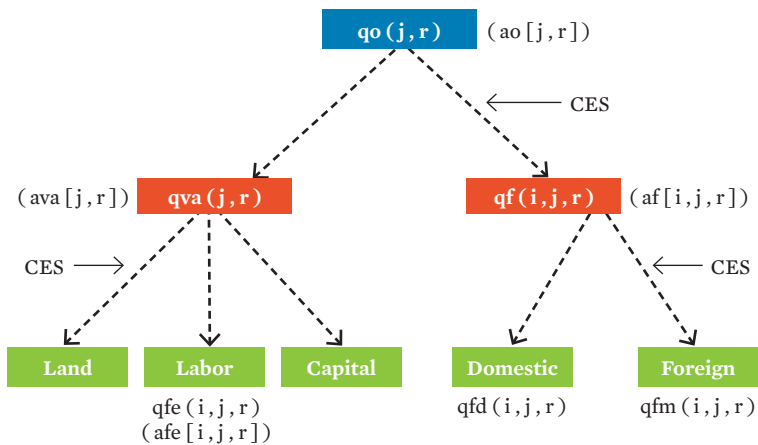 qo (j,r) (ao [j,r])
CES
(ava [j,r]) qva (j,r) qf (i,j,r) (af [i,j,r])
CES CES
Land Labor Capital Domestic Foreign
qfe (i,j,r) qfd (i,j,r) qfm (i,j,r)
(afe [i,j,r])